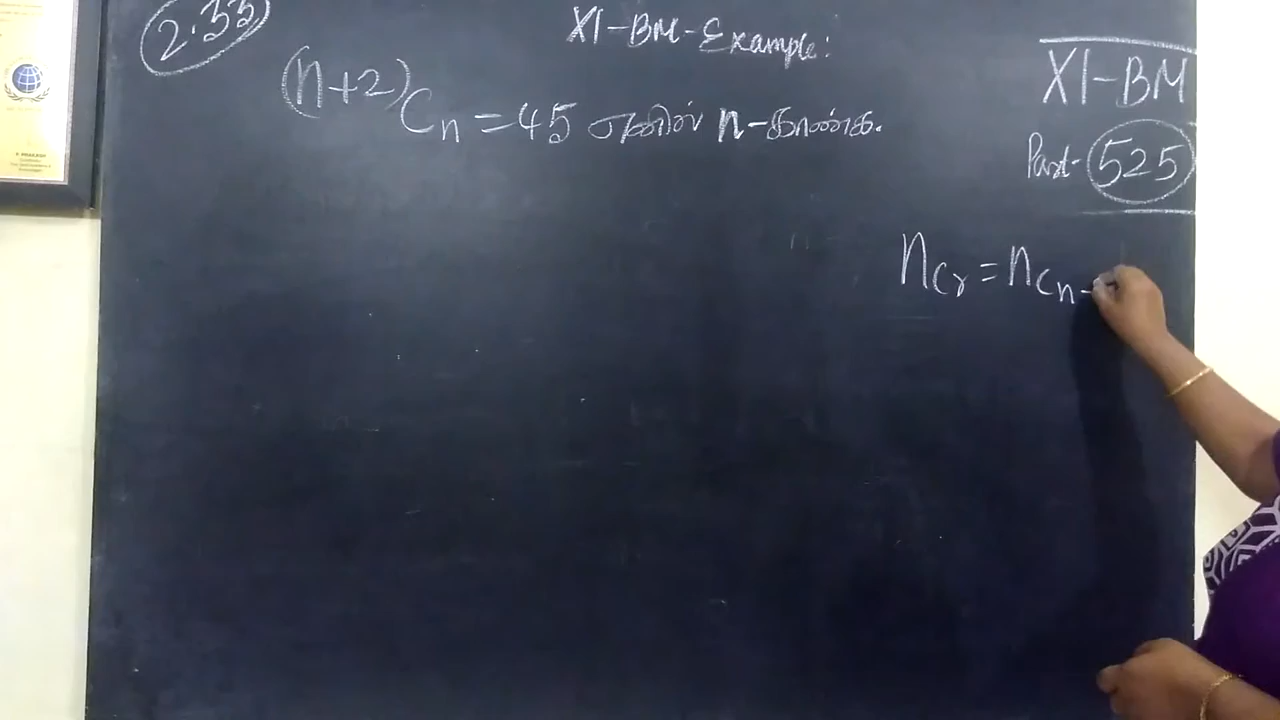 2.33
XI-BM-Example:
(n+2)Cn = 45 எனில் n-காண்க.
XI-BM
Part-525
nCr = nCn-